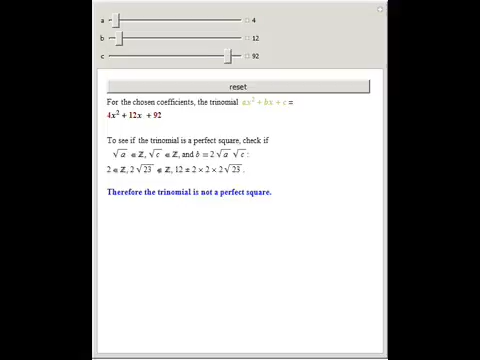 a 4
b 12
c 92
reset
For the chosen coefficients, the trinomial ax² + bx + c =
4x² + 12x + 92
To see if the trinomial is a perfect square, check if
√a ∈ ℤ, √c ∈ ℤ, and b = 2 √a √c :
2 ∈ ℤ, 2 √23 ∉ ℤ, 12 ≠ 2 × 2 × 2 √23 .
Therefore the trinomial is not a perfect square.